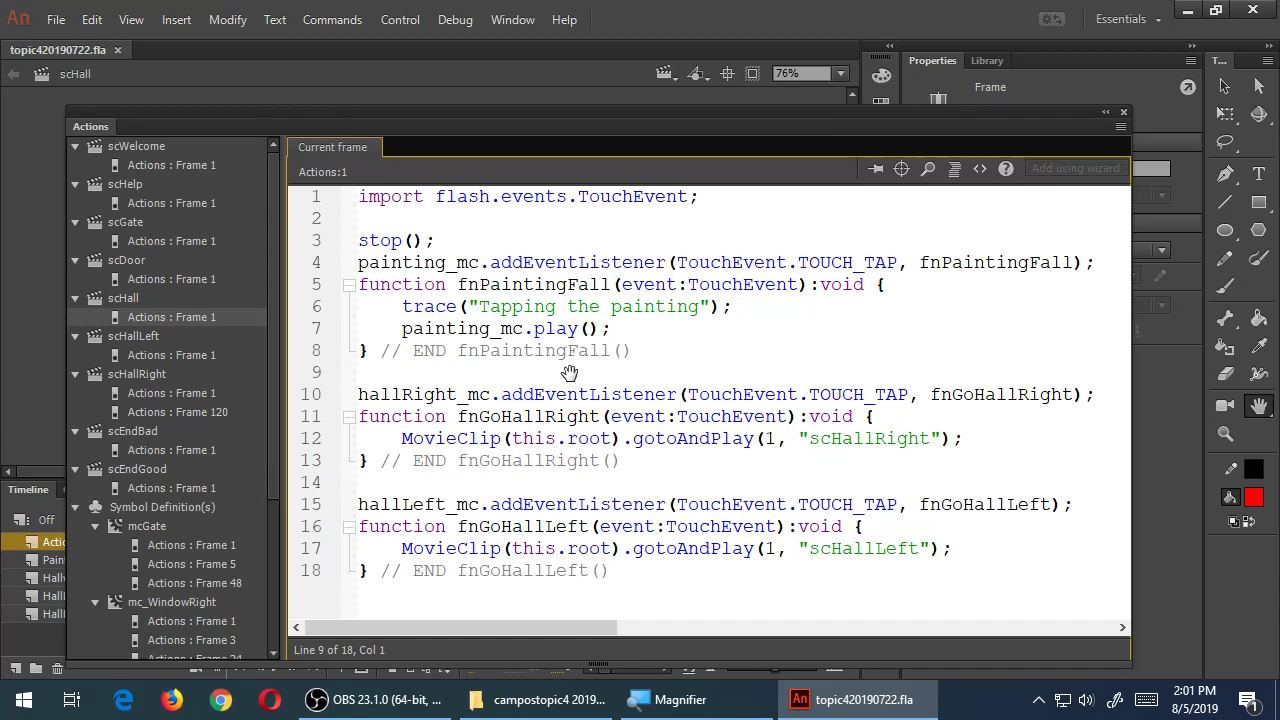 An File Edit View Insert Modify Text Commands Control Debug Window Help Essentials
topic420190722.fla
scHall 76%
Properties Library T...
Frame
Actions
scWelcome
Actions : Frame 1
scHelp
Actions : Frame 1
scGate
Actions : Frame 1
scDoor
Actions : Frame 1
scHall
Actions : Frame 1
scHallLeft
Actions : Frame 1
scHallRight
Actions : Frame 1
Actions : Frame 120
scEndBad
Actions : Frame 1
scEndGood
Actions : Frame 1
Symbol Definition(s)
mcGate
Actions : Frame 1
Actions : Frame 5
Actions : Frame 48
mc_WindowRight
Actions : Frame 1
Actions : Frame 3
Current frame
Actions:1 Add using wizard
1 import flash.events.TouchEvent;
2
3 stop();
4 painting_mc.addEventListener(TouchEvent.TOUCH_TAP, fnPaintingFall);
5 function fnPaintingFall(event:TouchEvent):void {
6 trace("Tapping the painting");
7 painting_mc.play();
8 } // END fnPaintingFall()
9
10 hallRight_mc.addEventListener(TouchEvent.TOUCH_TAP, fnGoHallRight);
11 function fnGoHallRight(event:TouchEvent):void {
12 MovieClip(this.root).gotoAndPlay(1, "scHallRight");
13 } // END fnGoHallRight()
14
15 hallLeft_mc.addEventListener(TouchEvent.TOUCH_TAP, fnGoHallLeft);
16 function fnGoHallLeft(event:TouchEvent):void {
17 MovieClip(this.root).gotoAndPlay(1, "scHallLeft");
18 } // END fnGoHallLeft()
Line 9 of 18, Col 1
Timeline
Off
OBS 23.1.0 (64-bit, ... campostopic4 2019... Magnifier An topic420190722.fla
2:01 PM
8/5/2019
1